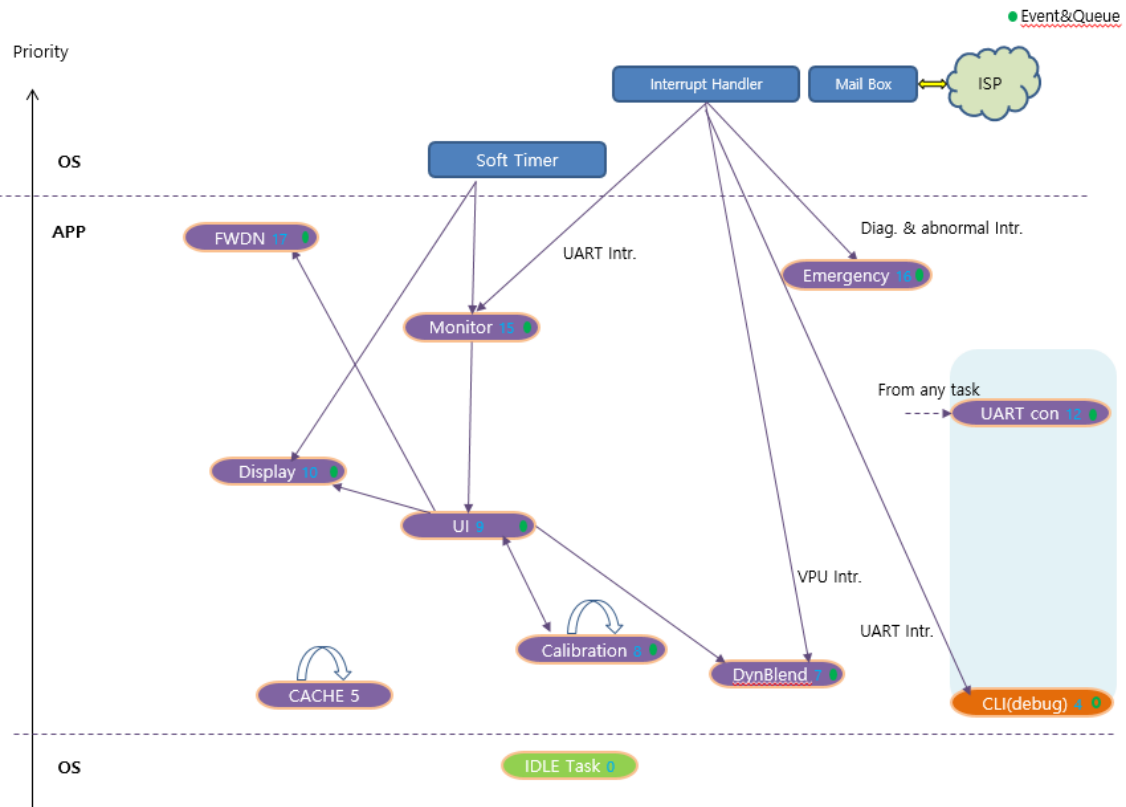 Event&Queue
Priority
Interrupt Handler
Mail Box
ISP
OS
Soft Timer
APP
FWDN 17
Diag. & abnormal Intr.
UART Intr.
Emergency 16
Monitor 15
From any task
UART con 12
Display 10
UI 9
VPU Intr.
UART Intr.
Calibration 8
DynBlend 7
CACHE 5
CLI(debug) 4
OS
IDLE Task 0